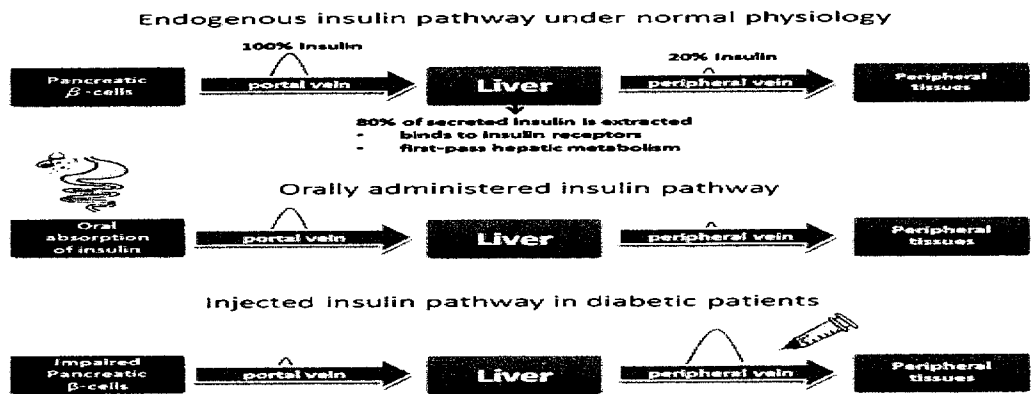 Endogenous insulin pathway under normal physiology
100% Insulin
20% Insulin
Pancreatic
β-cells
portal vein
Liver
peripheral vein
Peripheral
tissues
80% of secreted insulin is extracted
- binds to insulin receptors
- first-pass hepatic metabolism
Orally administered insulin pathway
Oral
absorption
of insulin
portal vein
Liver
peripheral vein
Peripheral
tissues
Injected insulin pathway in diabetic patients
Impaired
Pancreatic
β-cells
portal vein
Liver
peripheral vein
Peripheral
tissues